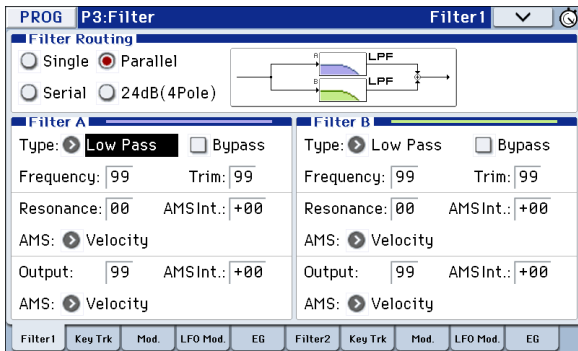 PROG P3:Filter Filter1
Filter Routing
Single Parallel
Serial 24dB(4Pole)
A LPF
B LPF
Filter A
Type: Low Pass Bypass
Frequency: 99 Trim: 99
Resonance: 00 AMS Int.: +00
AMS: Velocity
Output: 99 AMS Int.: +00
AMS: Velocity
Filter B
Type: Low Pass Bypass
Frequency: 99 Trim: 99
Resonance: 00 AMS Int.: +00
AMS: Velocity
Output: 99 AMS Int.: +00
AMS: Velocity
Filter1 Key Trk Mod. LFO Mod. EG Filter2 Key Trk Mod. LFO Mod. EG